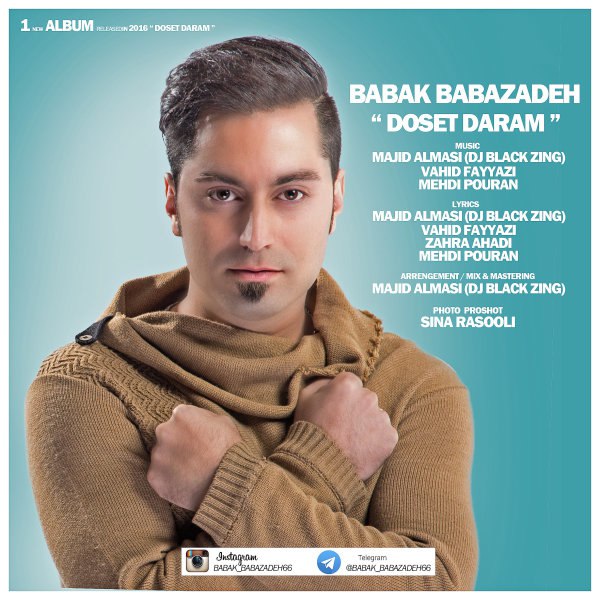 1 NEW ALBUM RELEASED IN 2016 “ DOSET DARAM ”
BABAK BABAZADEH
“ DOSET DARAM ”
MUSIC
MAJID ALMASI (DJ BLACK ZING)
VAHID FAYYAZI
MEHDI POURAN
LYRICS
MAJID ALMASI (DJ BLACK ZING)
VAHID FAYYAZI
ZAHRA AHADI
MEHDI POURAN
ARRENGEMENT / MIX & MASTERING
MAJID ALMASI (DJ BLACK ZING)
PHOTO PROSHOT
SINA RASOOLI
Instagram
BABAK_BABAZADEH66
Telegram
@BABAK_BABAZADEH66